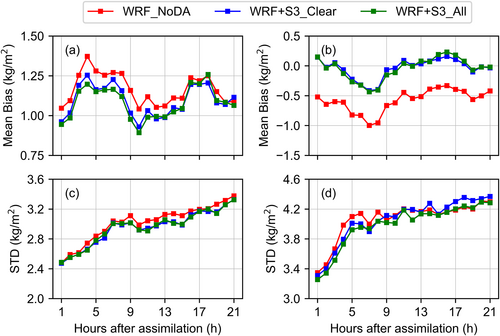 WRF_NoDA WRF+S3_Clear WRF+S3_All
(a) (b)
Mean Bias (kg/m²)
1.50
1.25
1.00
0.75
Mean Bias (kg/m²)
0.5
0.0
−0.5
−1.0
−1.5
(c) (d)
STD (kg/m²)
3.6
3.2
2.8
2.4
2.0
STD (kg/m²)
4.6
4.2
3.8
3.4
3.0
1 5 9 13 17 21
1 5 9 13 17 21
Hours after assimilation (h) Hours after assimilation (h)